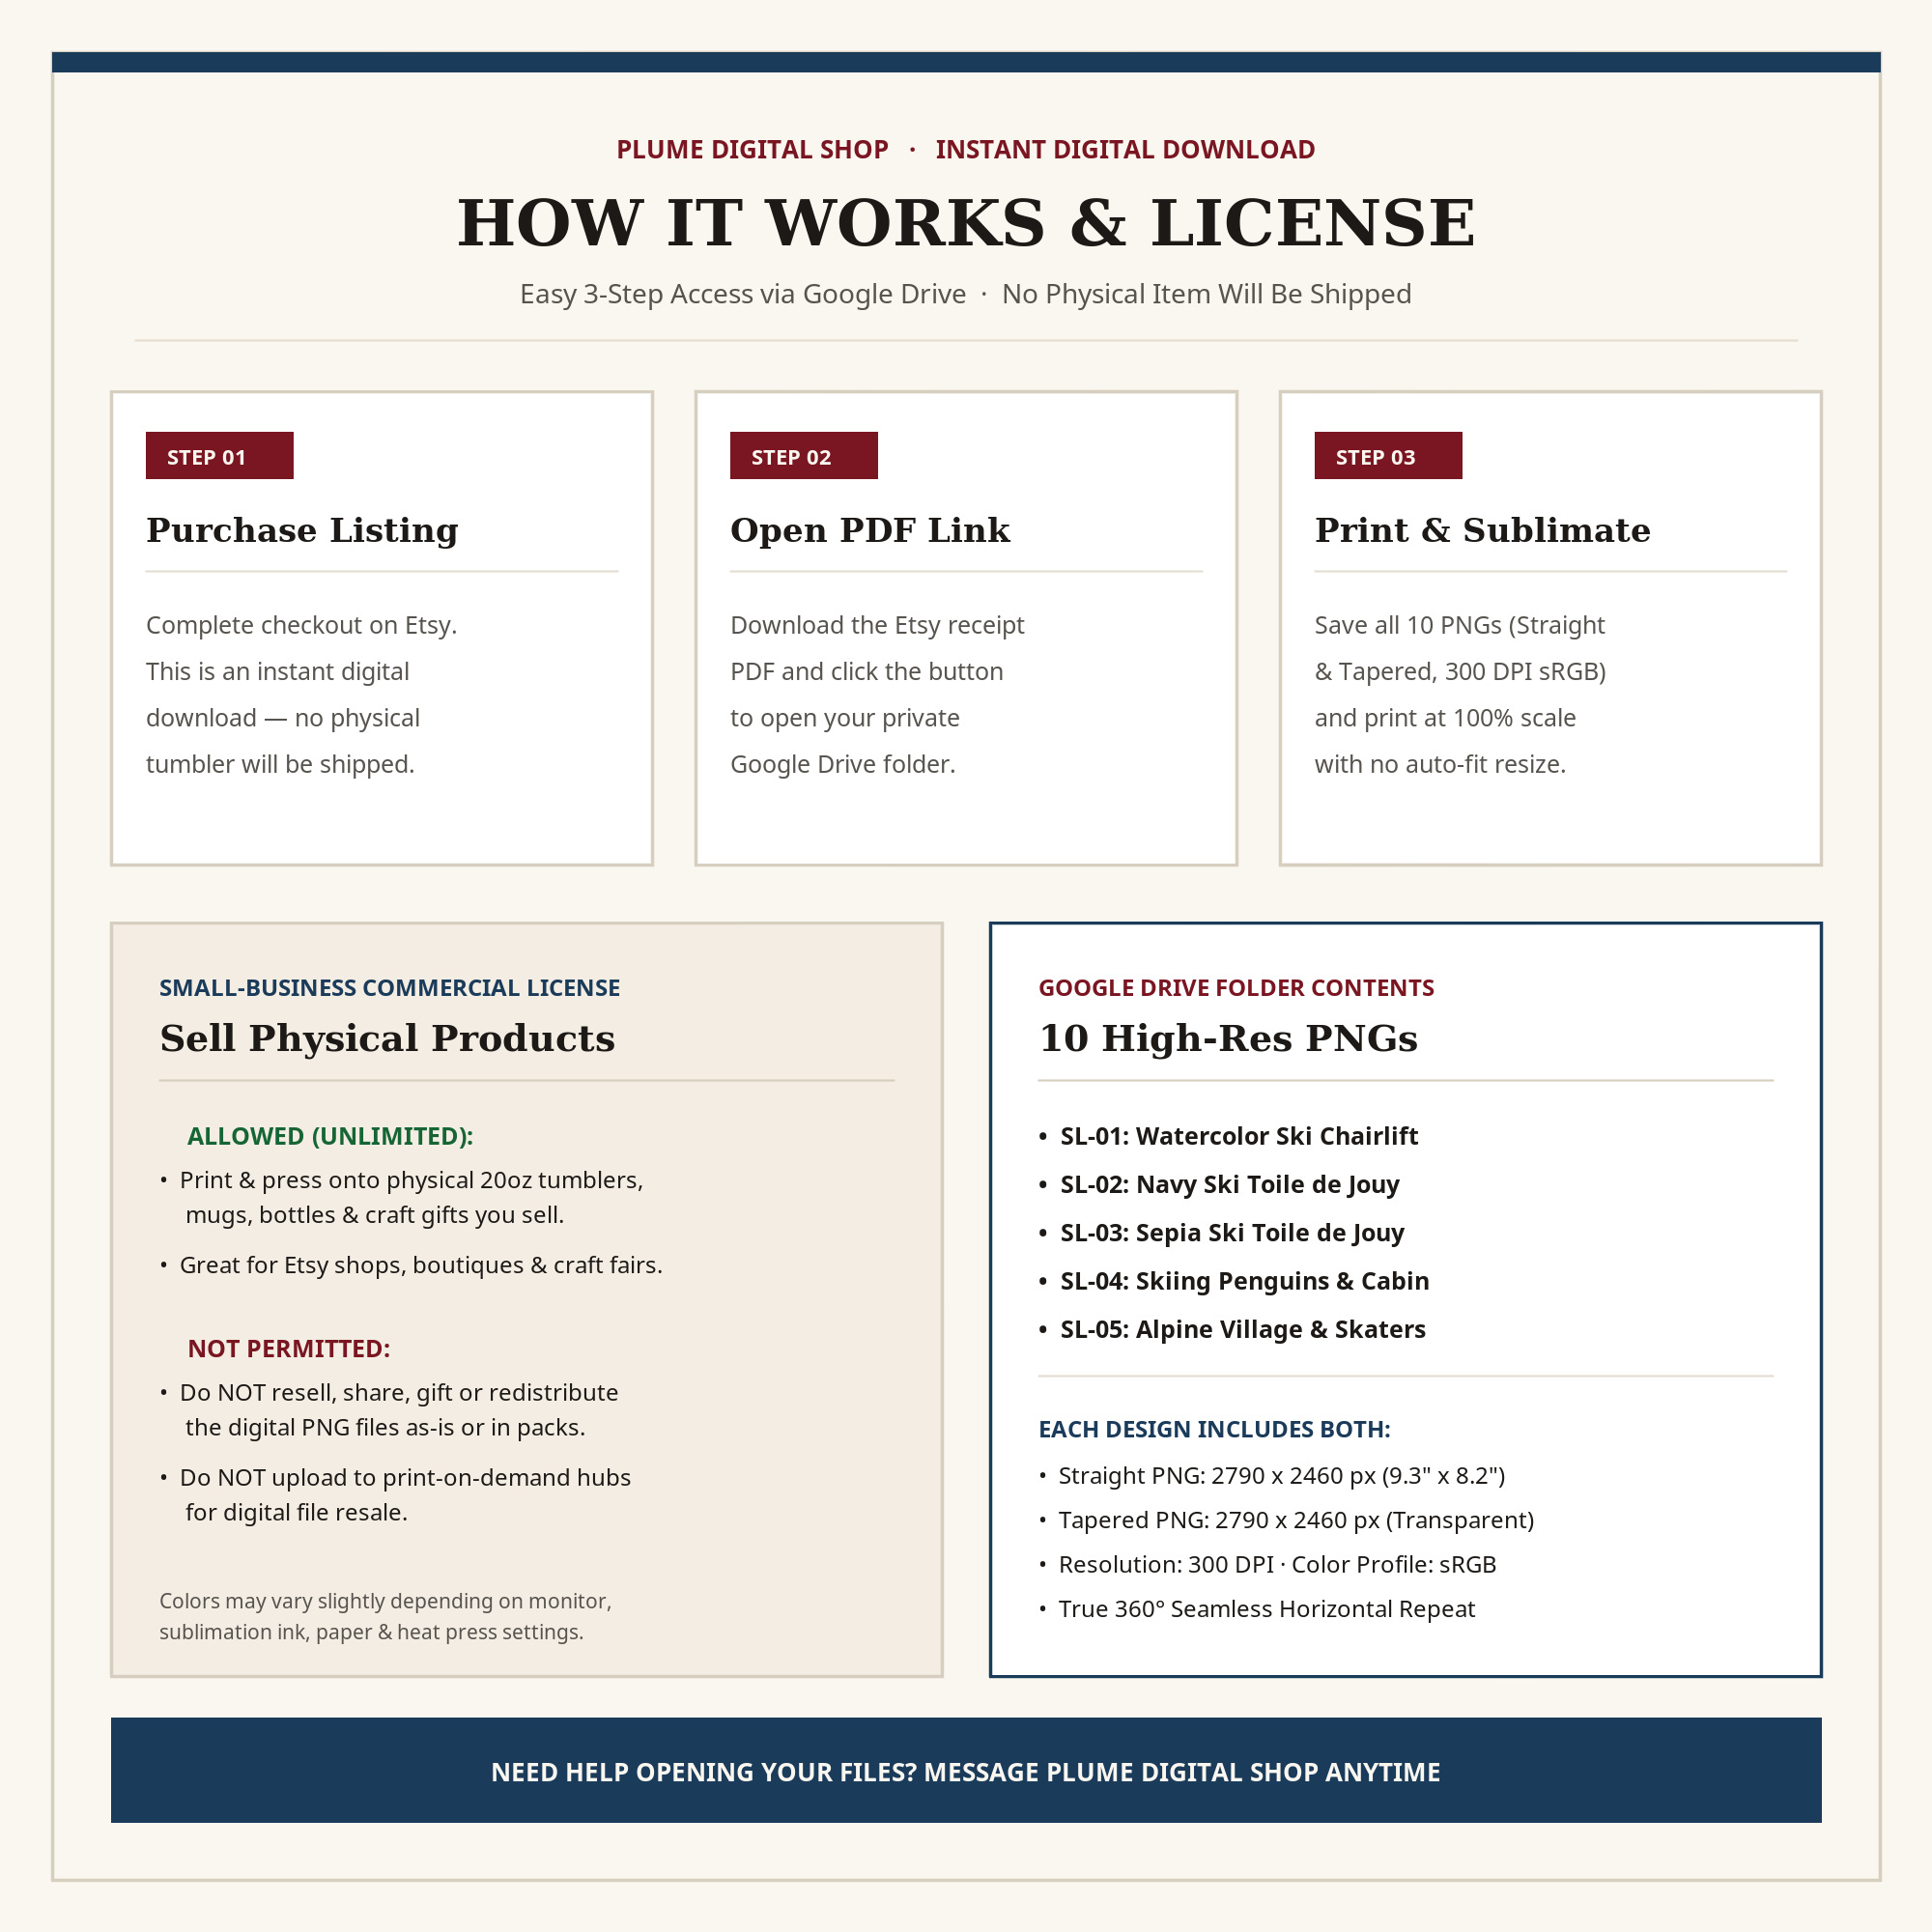 PLUME DIGITAL SHOP · INSTANT DIGITAL DOWNLOAD
HOW IT WORKS & LICENSE
Easy 3-Step Access via Google Drive · No Physical Item Will Be Shipped
STEP 01
Purchase Listing
Complete checkout on Etsy.
This is an instant digital
download — no physical
tumbler will be shipped.
STEP 02
Open PDF Link
Download the Etsy receipt
PDF and click the button
to open your private
Google Drive folder.
STEP 03
Print & Sublimate
Save all 10 PNGs (Straight
& Tapered, 300 DPI sRGB)
and print at 100% scale
with no auto-fit resize.
SMALL-BUSINESS COMMERCIAL LICENSE
Sell Physical Products
ALLOWED (UNLIMITED):
• Print & press onto physical 20oz tumblers,
mugs, bottles & craft gifts you sell.
• Great for Etsy shops, boutiques & craft fairs.
NOT PERMITTED:
• Do NOT resell, share, gift or redistribute
the digital PNG files as-is or in packs.
• Do NOT upload to print-on-demand hubs
for digital file resale.
Colors may vary slightly depending on monitor,
sublimation ink, paper & heat press settings.
GOOGLE DRIVE FOLDER CONTENTS
10 High-Res PNGs
• SL-01: Watercolor Ski Chairlift
• SL-02: Navy Ski Toile de Jouy
• SL-03: Sepia Ski Toile de Jouy
• SL-04: Skiing Penguins & Cabin
• SL-05: Alpine Village & Skaters
EACH DESIGN INCLUDES BOTH:
• Straight PNG: 2790 x 2460 px (9.3" x 8.2")
• Tapered PNG: 2790 x 2460 px (Transparent)
• Resolution: 300 DPI · Color Profile: sRGB
• True 360° Seamless Horizontal Repeat
NEED HELP OPENING YOUR FILES? MESSAGE PLUME DIGITAL SHOP ANYTIME